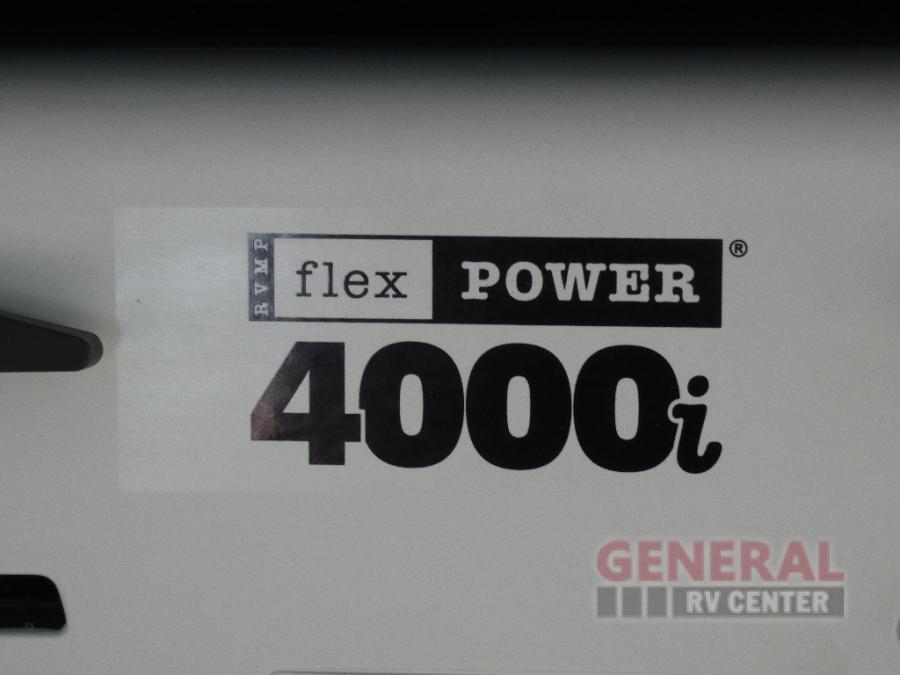 RVMP flex POWER ®
4000i
GENERAL
RV CENTER